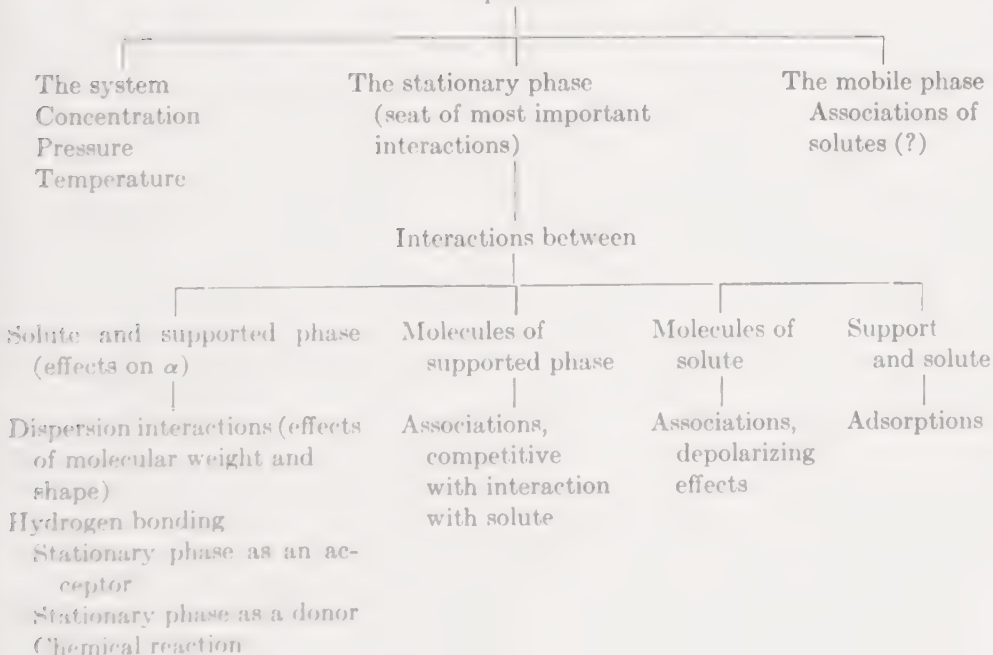 The system
Concentration
Pressure
Temperature
The stationary phase
(seat of most important
interactions)
The mobile phase
Associations of
solutes (?)
Interactions between
Solute and supported phase
(effects on α)
Dispersion interactions (effects
of molecular weight and
shape)
Hydrogen bonding
Stationary phase as an ac-
ceptor
Stationary phase as a donor
Chemical reaction
Molecules of
supported phase
Associations,
competitive
with interaction
with solute
Molecules of
solute
Associations,
depolarizing
effects
Support
and solute
Adsorptions